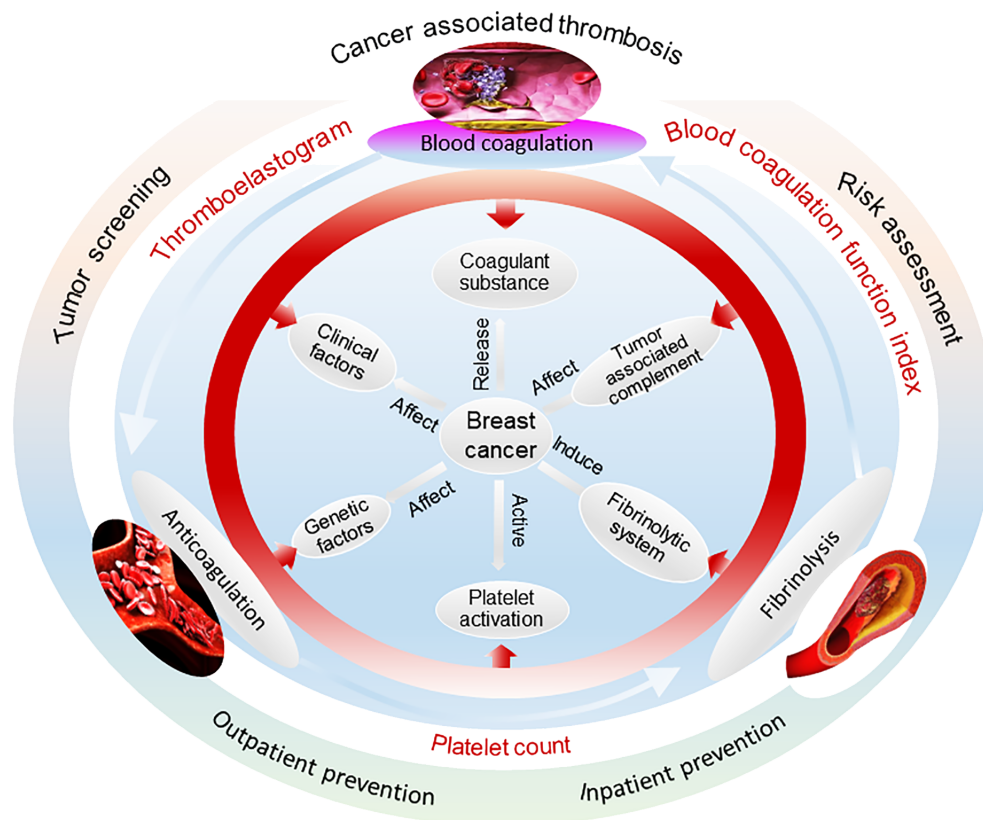 Cancer associated thrombosis
Blood coagulation
Thromboelastogram
Blood coagulation function index
Tumor screening
Risk assessment
Coagulant
substance
Clinical
factors
Tumor
associated
complement
Release
Affect
Affect
Breast
cancer
Induce
Affect
Active
Genetic
factors
Fibrinolytic
system
Platelet
activation
Anticoagulation
Fibrinolysis
Platelet count
Outpatient prevention
Inpatient prevention